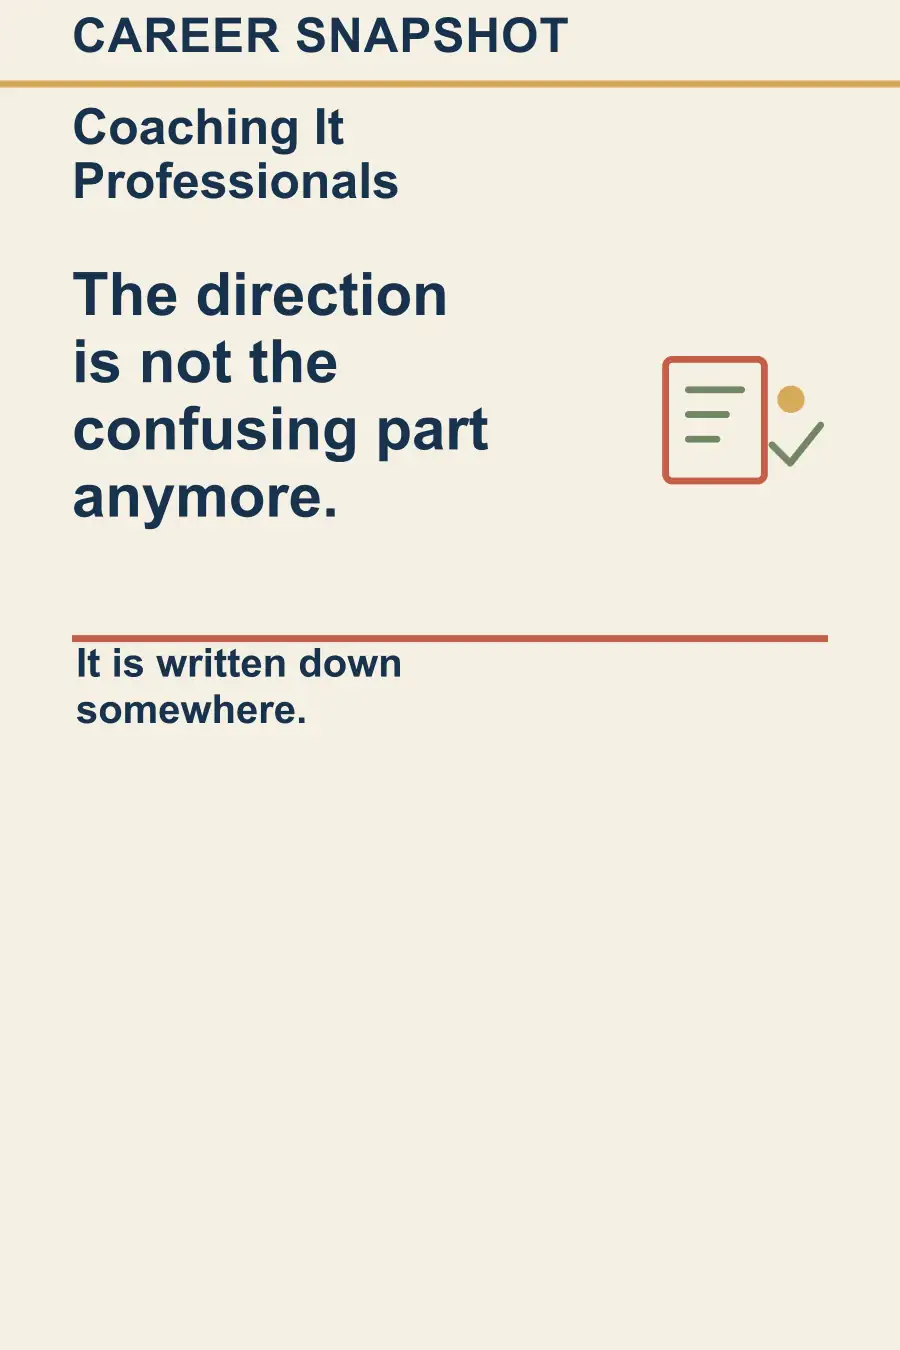 CAREER SNAPSHOT
Coaching It
Professionals
The direction
is not the
confusing part
anymore.
It is written down
somewhere.